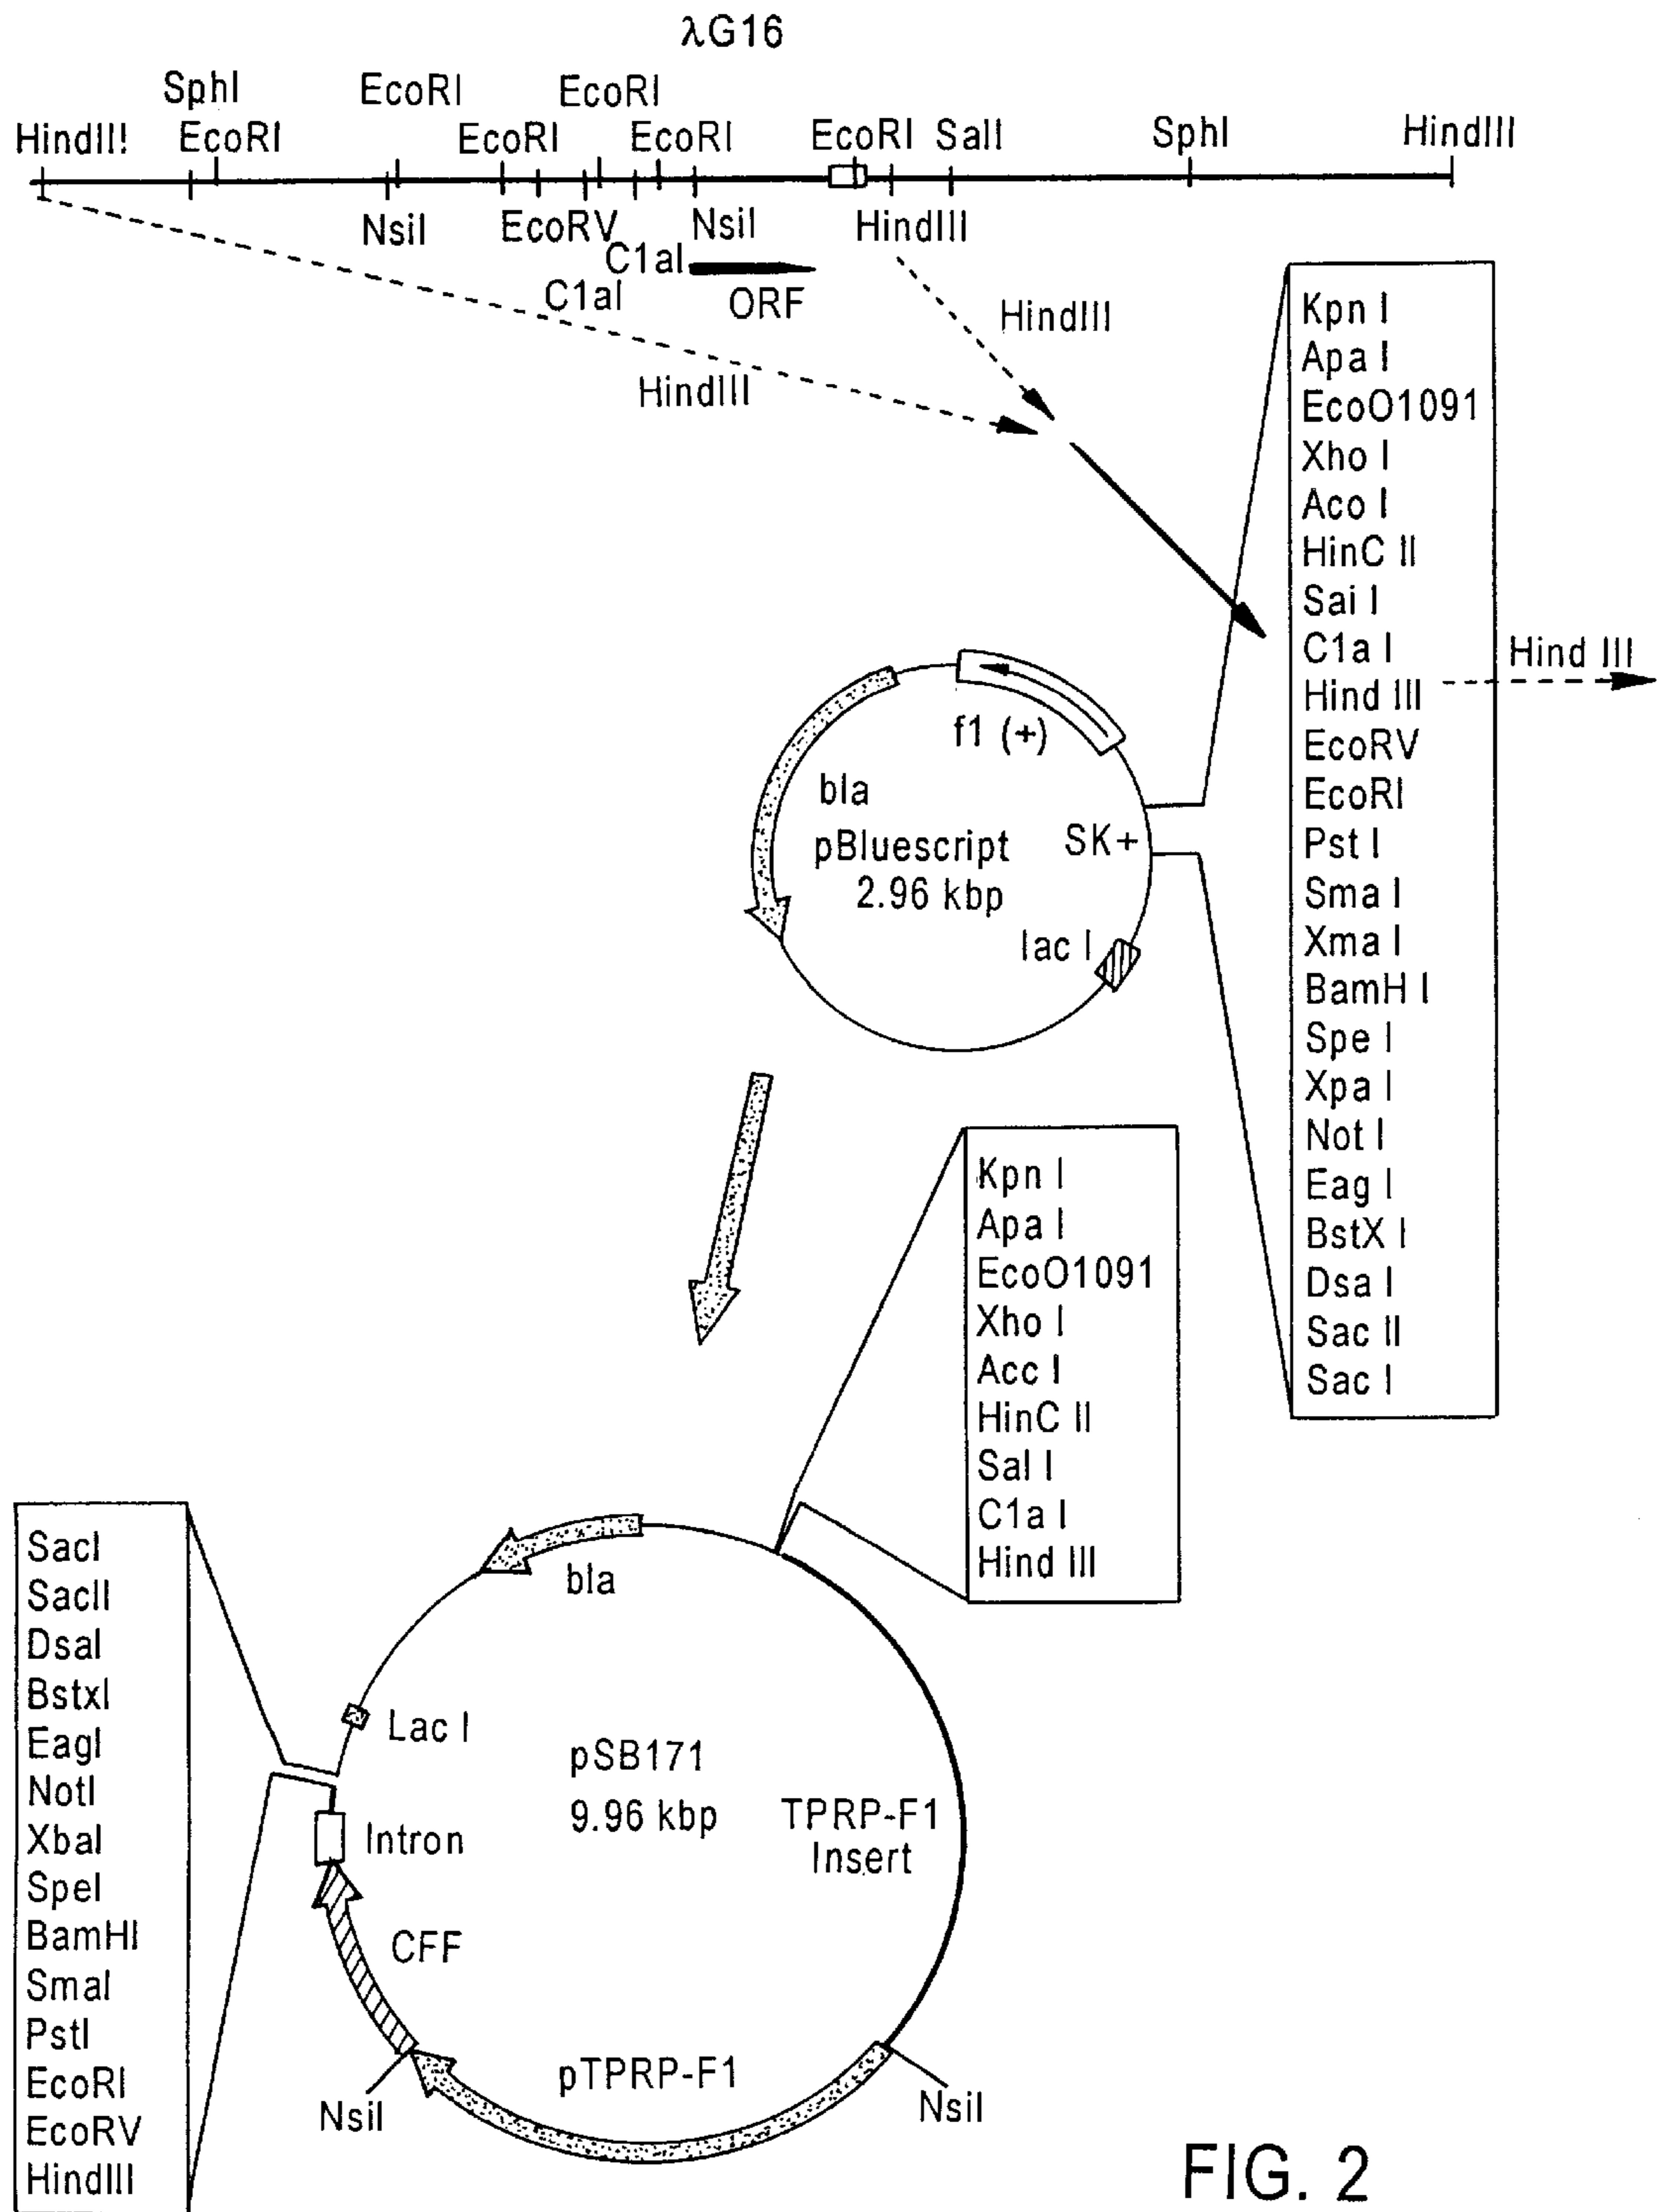 λG16
SphI
EcoRI
EcoRI
HindII!
EcoRI
EcoRI
EcoRI
EcoRI
SalI
SphI
HindIII
NsiI
EcoRV
NsiI
HindIII
C1aI
C1aI
ORF
HindIII
HindIII
Kpn I
Apa I
EcoO1091
Xho I
Aco I
HinC II
Sai I
C1a I
Hind III
EcoRV
EcoRI
Pst I
Sma I
Xma I
BamH I
Spe I
Xpa I
Not I
Eag I
BstX I
Dsa I
Sac II
Sac I
Hind III
f1 (+)
bla
pBluescript
2.96 kbp
SK+
lac I
Kpn I
Apa I
EcoO1091
Xho I
Acc I
HinC II
Sal I
C1a I
Hind III
SacI
SacII
DsaI
BstxI
EagI
NotI
XbaI
SpeI
BamHI
SmaI
PstI
EcoRI
EcoRV
HindIII
bla
Lac I
pSB171
9.96 kbp
TPRP-F1
Insert
Intron
CFF
pTPRP-F1
NsiI
NsiI
FIG. 2